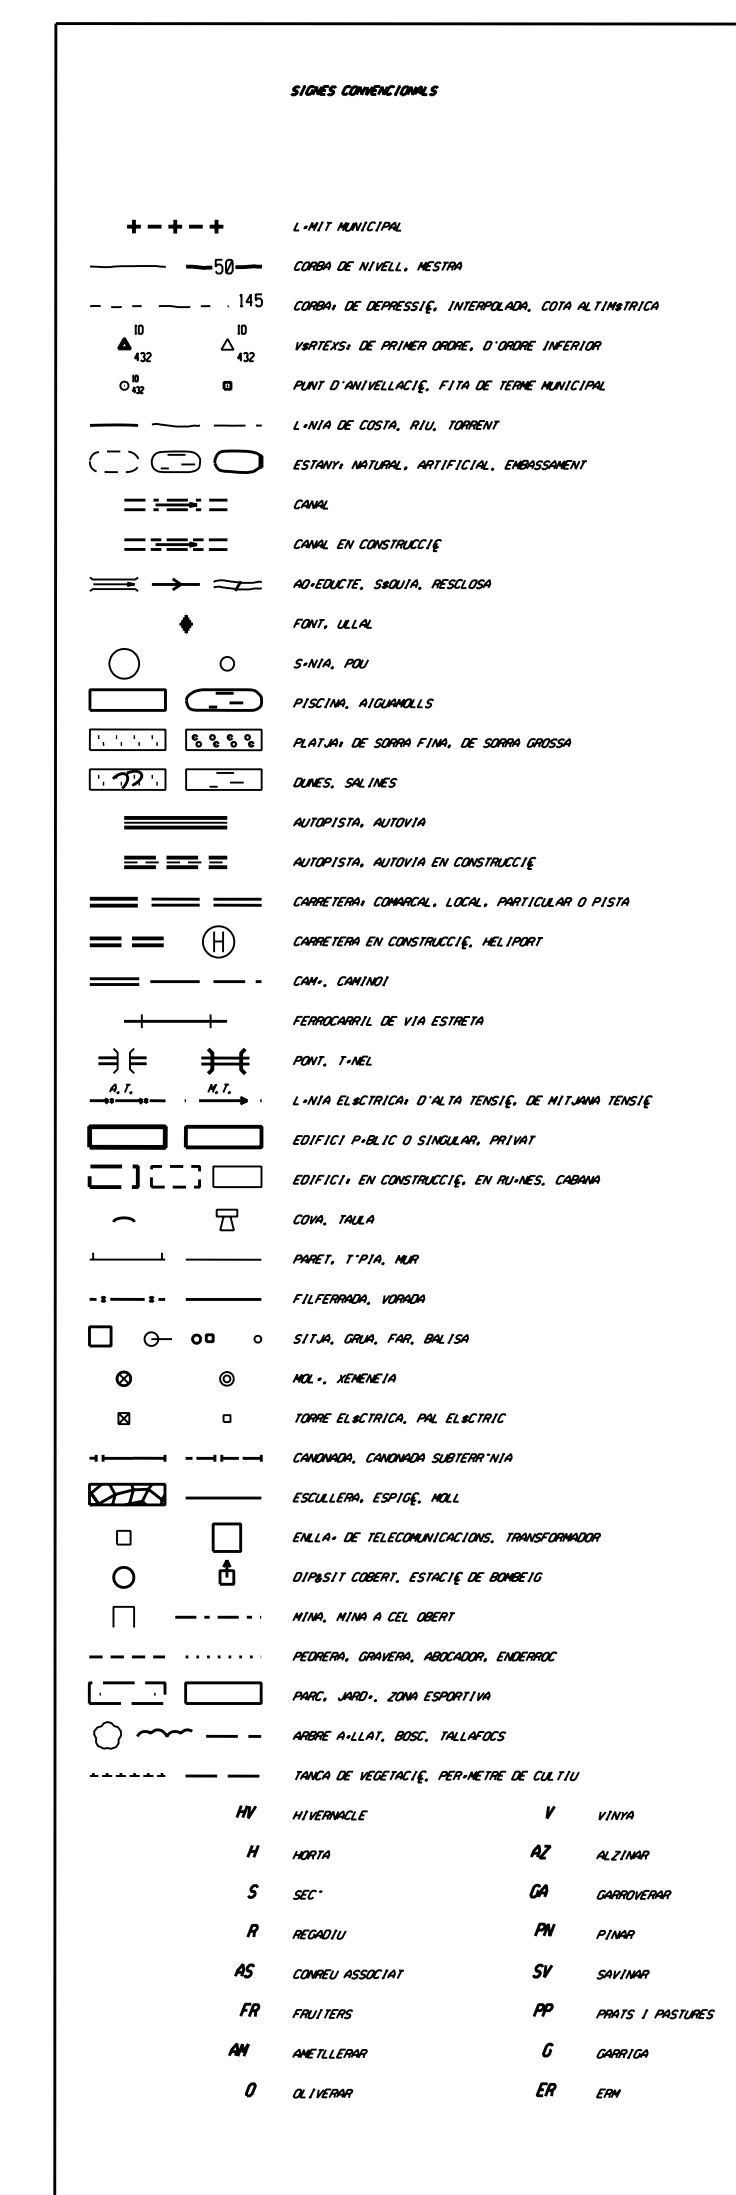 SIGNES CONVENCIONALS
L•MIT MUNICIPAL
50 CORBA DE NIVELL, MESTRA
145 CORBA: DE DEPRESSI£, INTERPOLADA, COTA ALTIM$TRICA
10 10
432 432 V$RTEXS: DE PRIMER ORDRE, D'ORDRE INFERIOR
10
432 PUNT D'ANIVELLACI£, FITA DE TERME MUNICIPAL
L•NIA DE COSTA, RIU, TORRENT
ESTANY: NATURAL, ARTIFICIAL, EMBASSAMENT
CANAL
CANAL EN CONSTRUCCI£
AQ•EDUCTE, S$QUIA, RESCLOSA
FONT, ULLAL
S•NIA, POU
PISCINA, AIGUAMOLLS
PLATJA: DE SORRA FINA, DE SORRA GROSSA
DUNES, SALINES
AUTOPISTA, AUTOVIA
AUTOPISTA, AUTOVIA EN CONSTRUCCI£
CARRETERA: COMARCAL, LOCAL, PARTICULAR O PISTA
H CARRETERA EN CONSTRUCCI£, HELIPORT
CAM•, CAMINOI
FERROCARRIL DE VIA ESTRETA
PONT, T•NEL
A.T. M.T.
L•NIA EL$CTRICA: D'ALTA TENSI£, DE MITJANA TENSI£
EDIFICI P•BLIC O SINGULAR, PRIVAT
EDIFICI: EN CONSTRUCCI£, EN RU•NES, CABANA
COVA, TAULA
PARET, T"PIA, MUR
FILFERRADA, VORADA
SITJA, GRUA, FAR, BALISA
MOL•, XEMENEIA
TORRE EL$CTRICA, PAL EL$CTRIC
CANONADA, CANONADA SUBTERR"NIA
ESCULLERA, ESPIG£, MOLL
ENLLA• DE TELECOMUNICACIONS, TRANSFORMADOR
DIP$SIT COBERT, ESTACI£ DE BOMBEIG
MINA, MINA A CEL OBERT
PEDRERA, GRAVERA, ABOCADOR, ENDERROC
PARC, JARD•, ZONA ESPORTIVA
ARBRE A•LLAT, BOSC, TALLAFOCS
TANCA DE VEGETACI£, PER•METRE DE CULTIU
HV HIVERNACLE V VINYA
H HORTA AZ ALZINAR
S SEC" GA GARROVERAR
R REGADIU PN PINAR
AS CONREU ASSOCIAT SV SAVINAR
FR FRUITERS PP PRATS I PASTURES
AM AMETLLERAR G GARRIGA
O OLIVERAR ER ERM